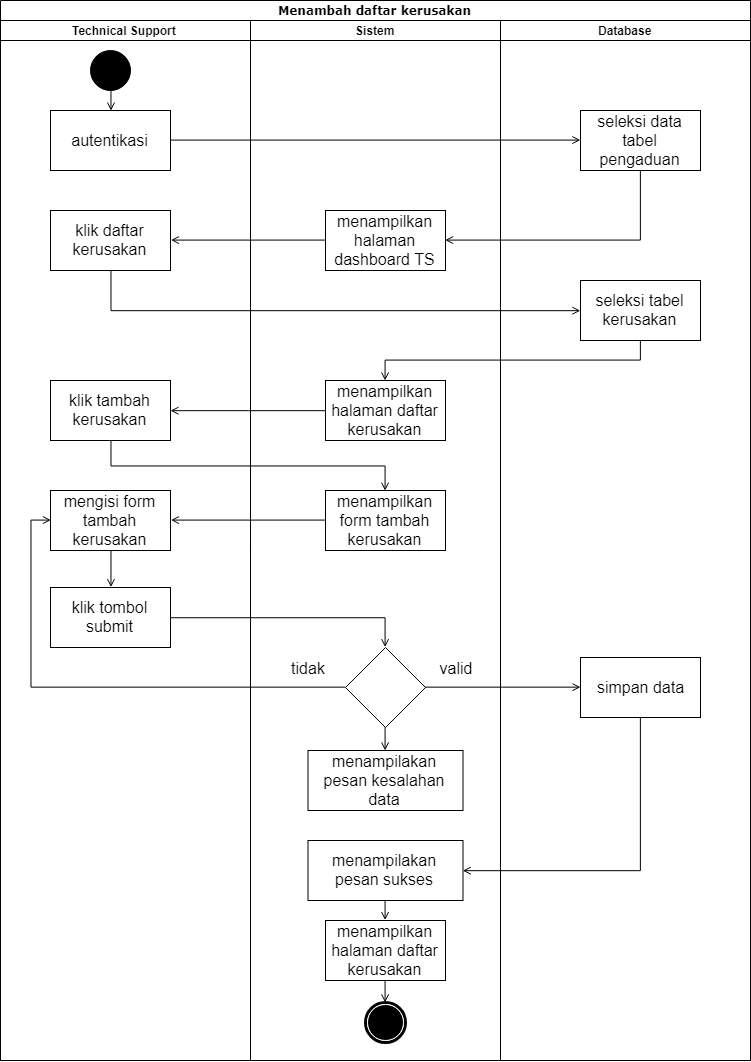 Menambah daftar kerusakan
Technical Support
Sistem
Database
autentikasi
seleksi data
tabel
pengaduan
klik daftar
kerusakan
menampilkan
halaman
dashboard TS
seleksi tabel
kerusakan
klik tambah
kerusakan
menampilkan
halaman daftar
kerusakan
mengisi form
tambah
kerusakan
menampilkan
form tambah
kerusakan
klik tombol
submit
tidak
valid
simpan data
menampilakan
pesan kesalahan
data
menampilakan
pesan sukses
menampilkan
halaman daftar
kerusakan